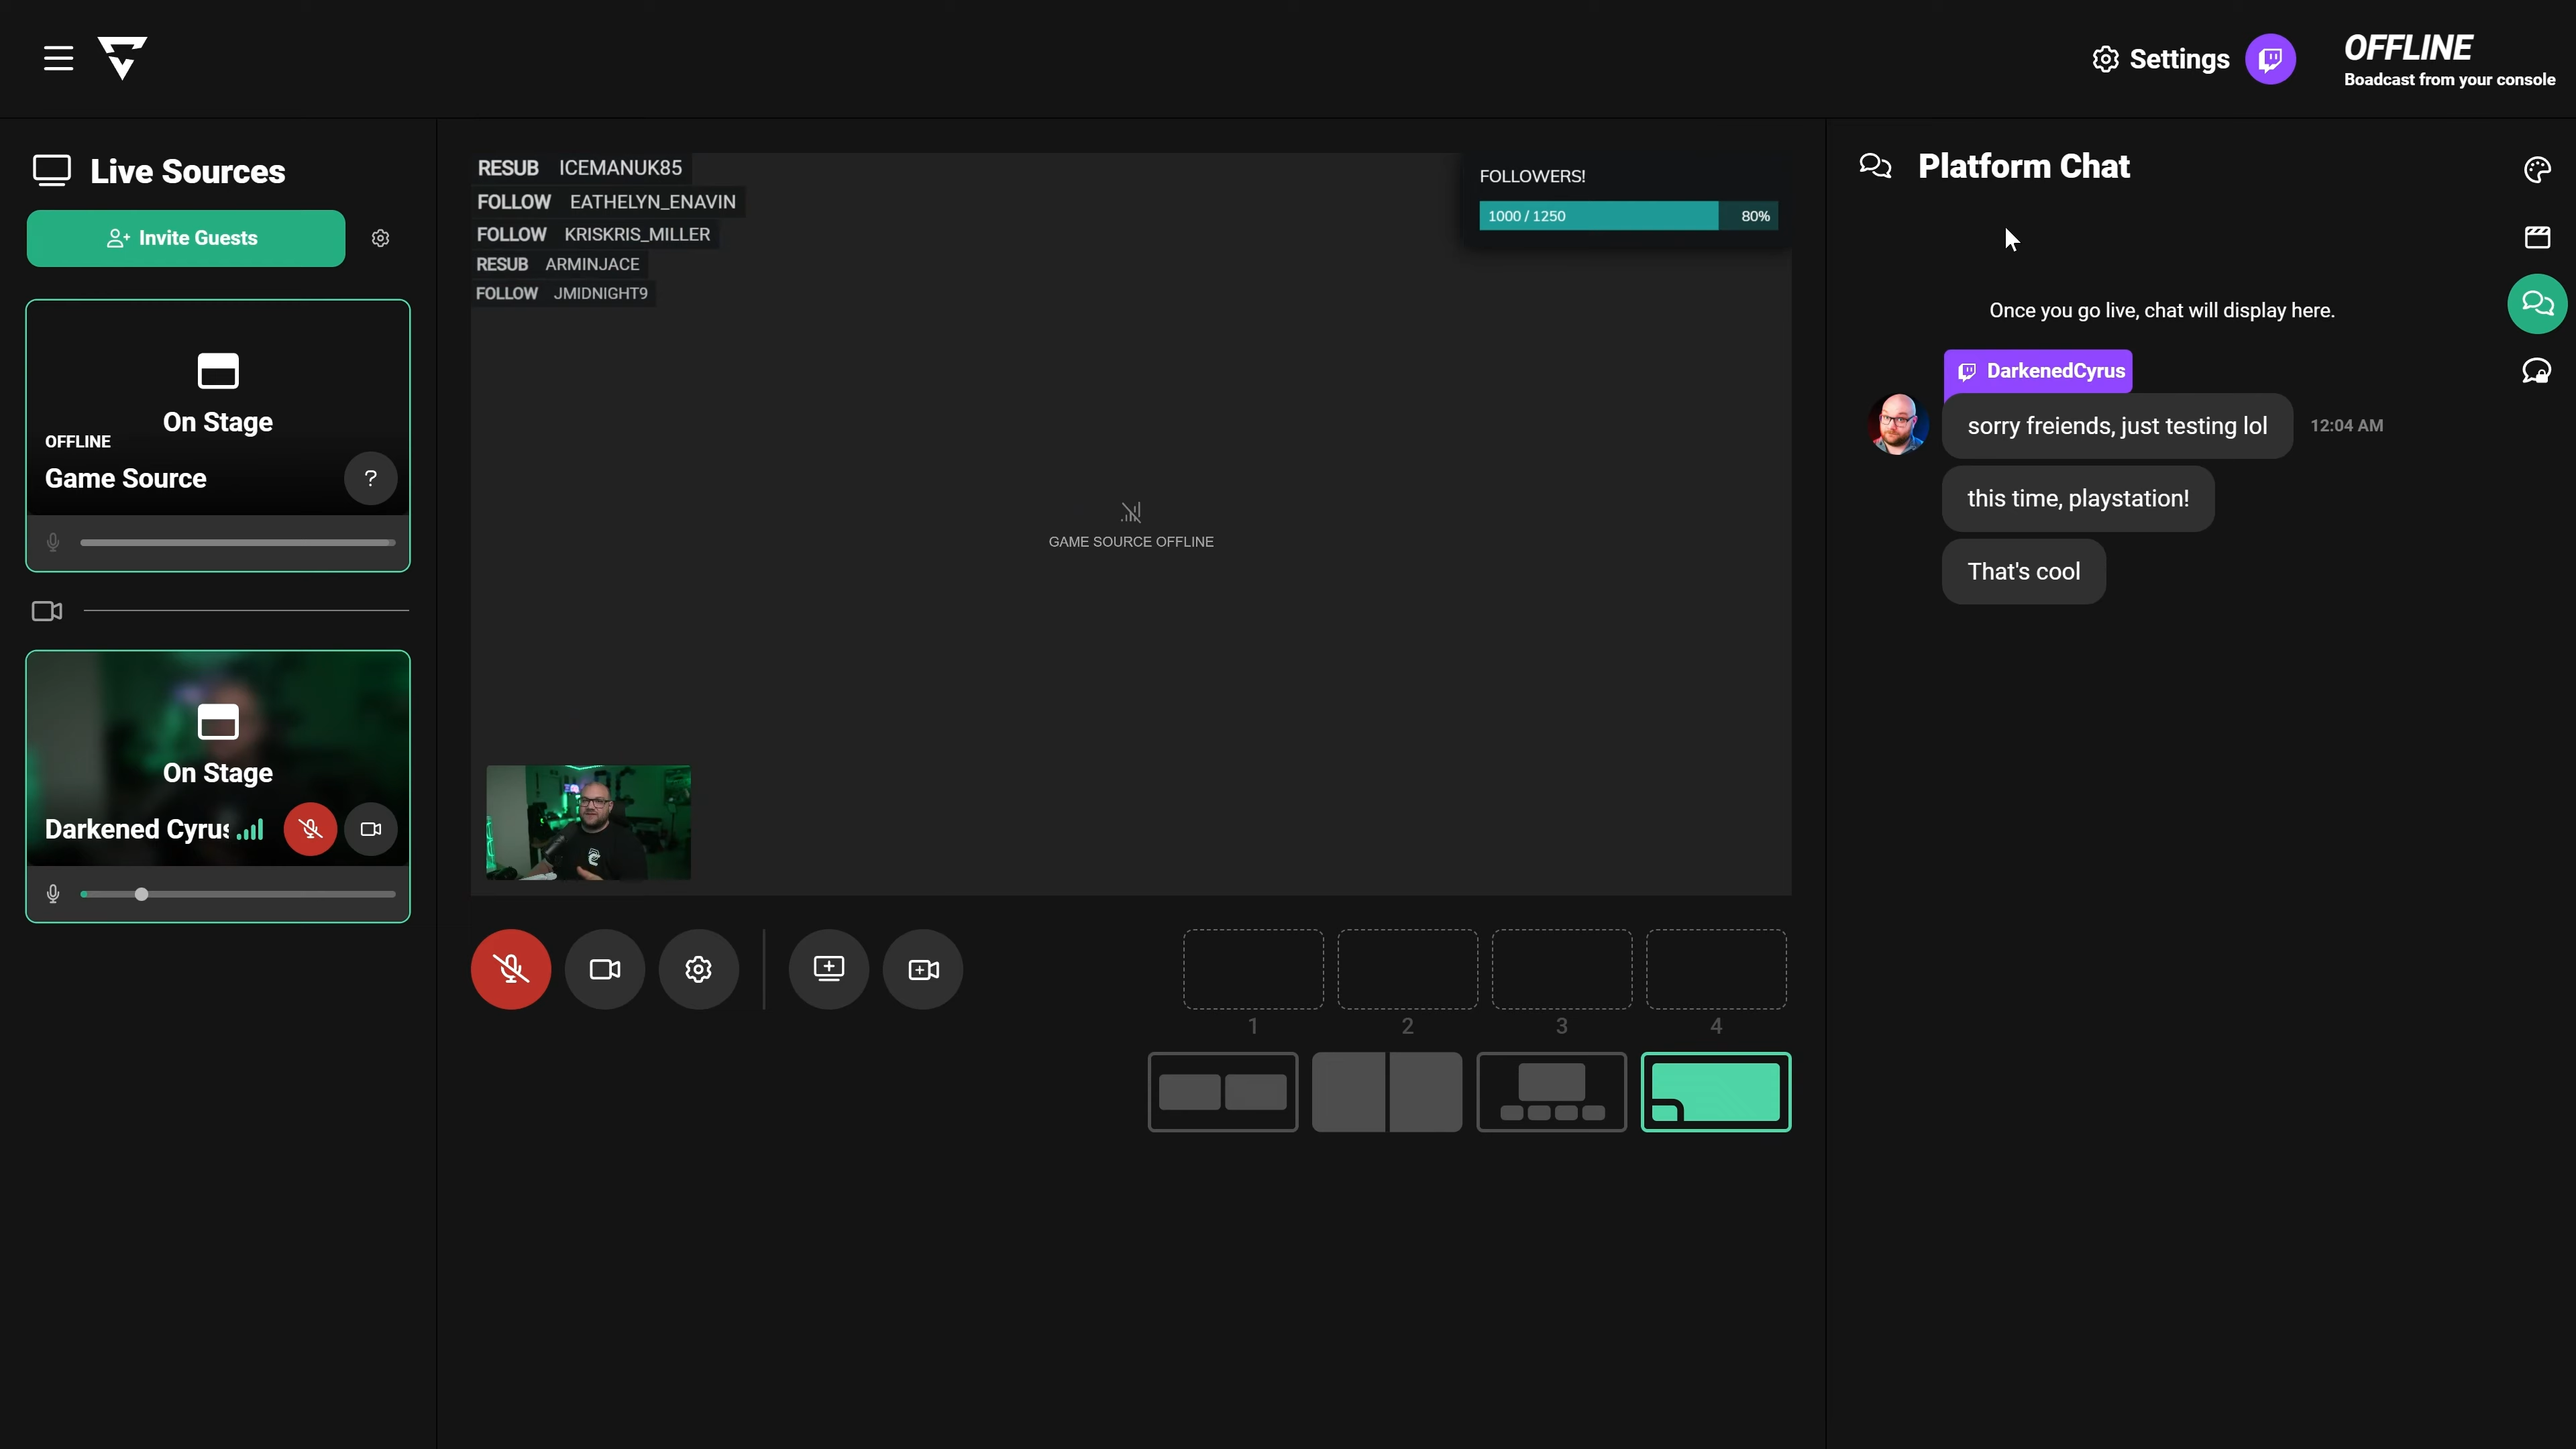 Settings
OFFLINE
Boadcast from your console
Live Sources
Invite Guests
On Stage
OFFLINE
Game Source
?
On Stage
Darkened Cyrus
RESUB ICEMANUK85
FOLLOW EATHELYN_ENAVIN
FOLLOW KRISKRIS_MILLER
RESUB ARMINJACE
FOLLOW JMIDNIGHT9
FOLLOWERS!
1000 / 1250 80%
GAME SOURCE OFFLINE
1 2 3 4
Platform Chat
Once you go live, chat will display here.
DarkenedCyrus
sorry freiends, just testing lol 12:04 AM
this time, playstation!
That's cool